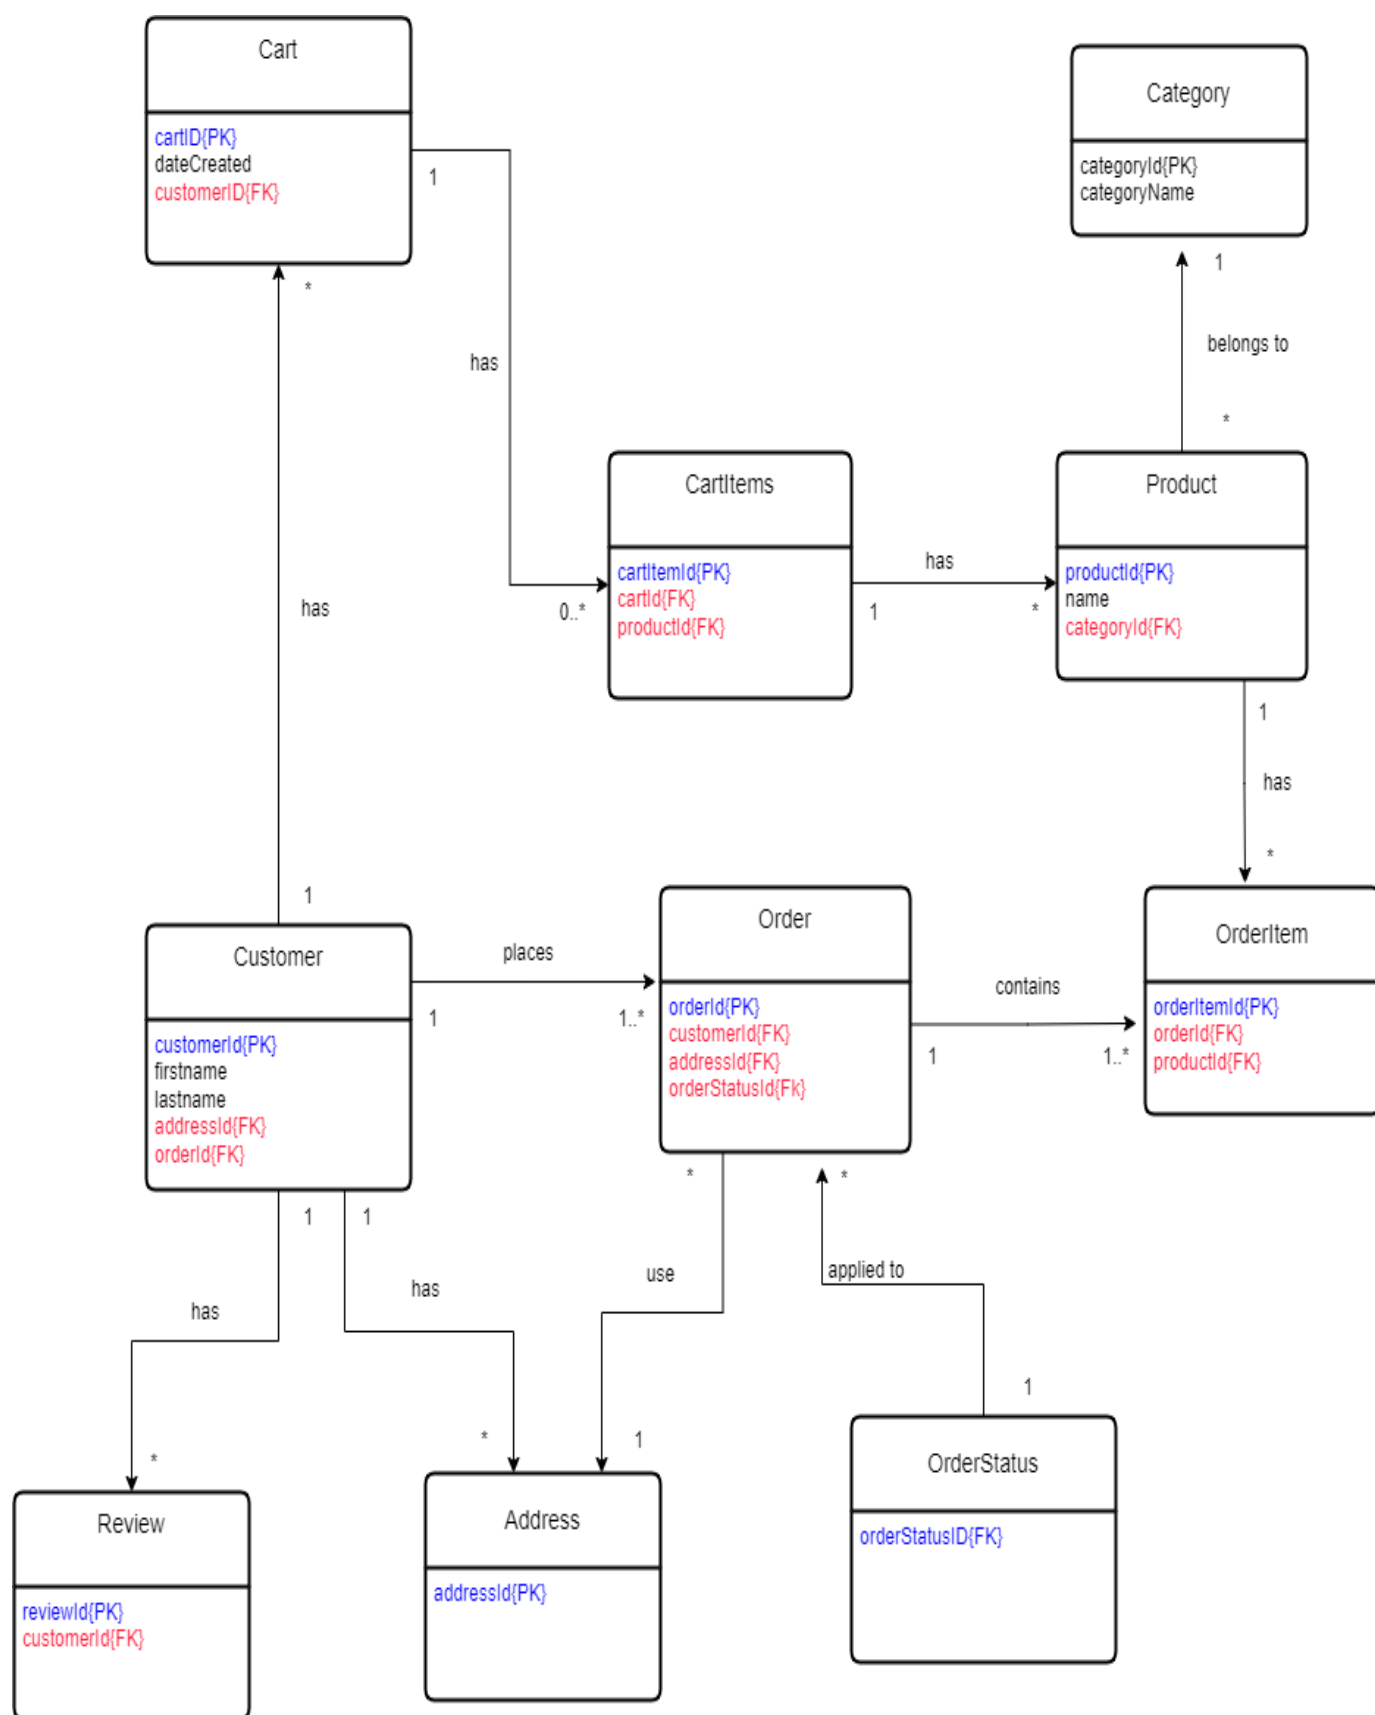 Cart
cartID{PK}
dateCreated
customerID{FK}
1
*
has
has
0..*
1
Category
categoryId{PK}
categoryName
1
belongs to
*
CartItems
cartItemId{PK}
cartId{FK}
productId{FK}
has
1
*
Product
productId{PK}
name
categoryId{FK}
1
has
*
Customer
customerId{PK}
firstname
lastname
addressId{FK}
orderId{FK}
places
1
1..*
Order
orderId{PK}
customerId{FK}
addressId{FK}
orderStatusId{Fk}
contains
1
1..*
OrderItem
orderItemId{PK}
orderId{FK}
productId{FK}
1
1
*
*
has
has
use
applied to
*
*
1
1
Review
reviewId{PK}
customerId{FK}
Address
addressId{PK}
OrderStatus
orderStatusID{FK}